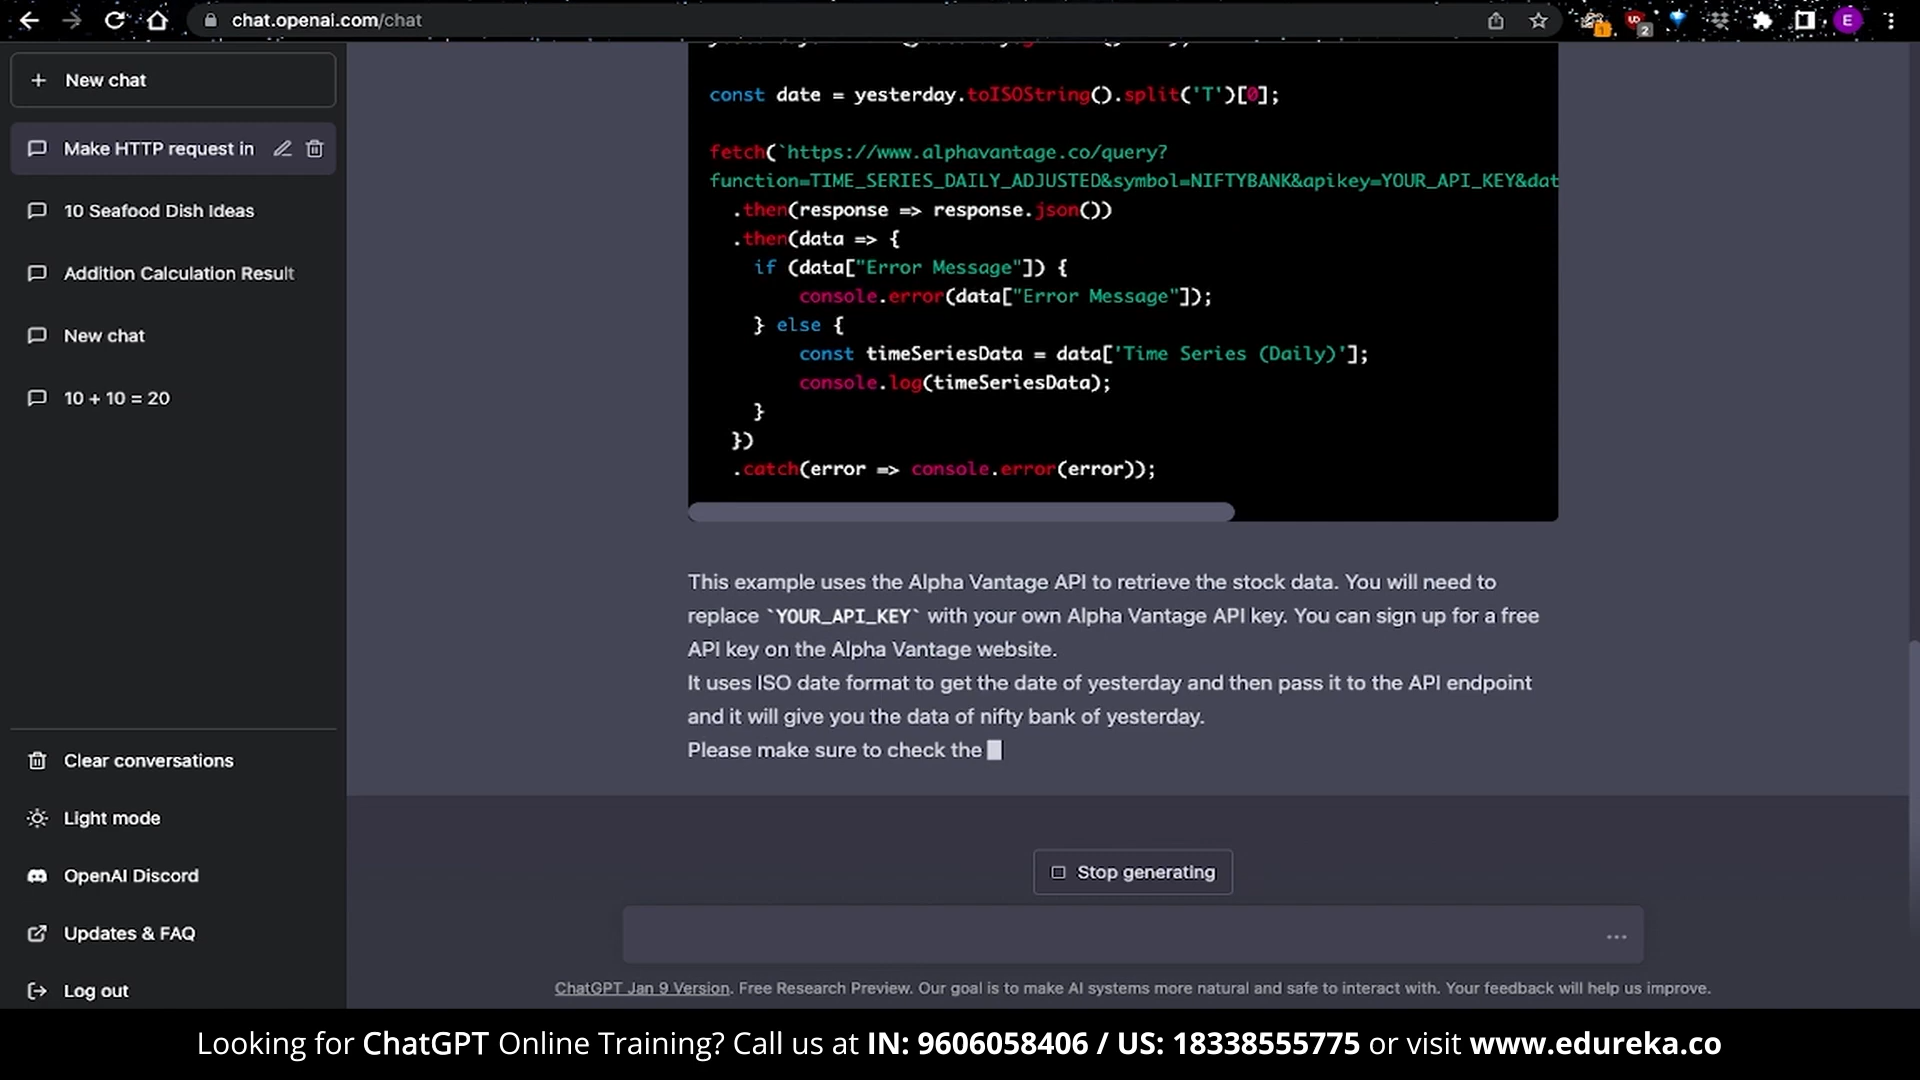 chat.openai.com/chat
New chat
Make HTTP request in
10 Seafood Dish Ideas
Addition Calculation Result
New chat
10 + 10 = 20
Clear conversations
Light mode
OpenAI Discord
Updates & FAQ
Log out
1
2
E
const date = yesterday.toISOString().split('T')[0];
fetch(`https://www.alphavantage.co/query?
function=TIME_SERIES_DAILY_ADJUSTED&symbol=NIFTYBANK&apikey=YOUR_API_KEY&dat
.then(response => response.json())
.then(data => {
if (data["Error Message"]) {
console.error(data["Error Message"]);
} else {
const timeSeriesData = data['Time Series (Daily)'];
console.log(timeSeriesData);
}
})
.catch(error => console.error(error));
This example uses the Alpha Vantage API to retrieve the stock data. You will need to
replace `YOUR_API_KEY` with your own Alpha Vantage API key. You can sign up for a free
API key on the Alpha Vantage website.
It uses ISO date format to get the date of yesterday and then pass it to the API endpoint
and it will give you the data of nifty bank of yesterday.
Please make sure to check the
Stop generating
ChatGPT Jan 9 Version. Free Research Preview. Our goal is to make AI systems more natural and safe to interact with. Your feedback will help us improve.
Looking for ChatGPT Online Training? Call us at IN: 9606058406 / US: 18338555775 or visit www.edureka.co